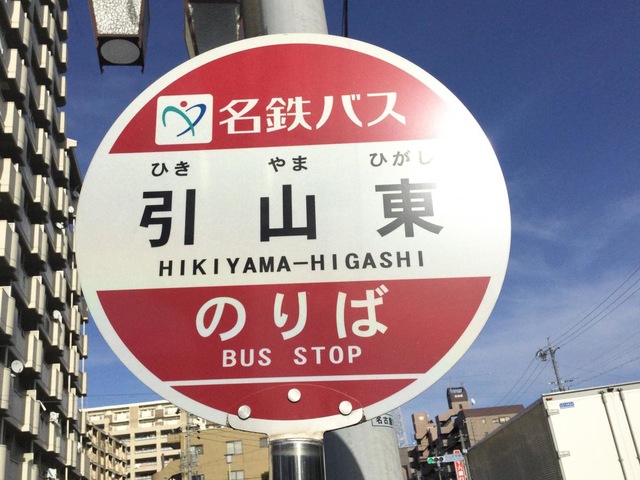 名鉄バス
ひき やま ひがし
引山東
HIKIYAMA-HIGASHI
のりば
BUS STOP